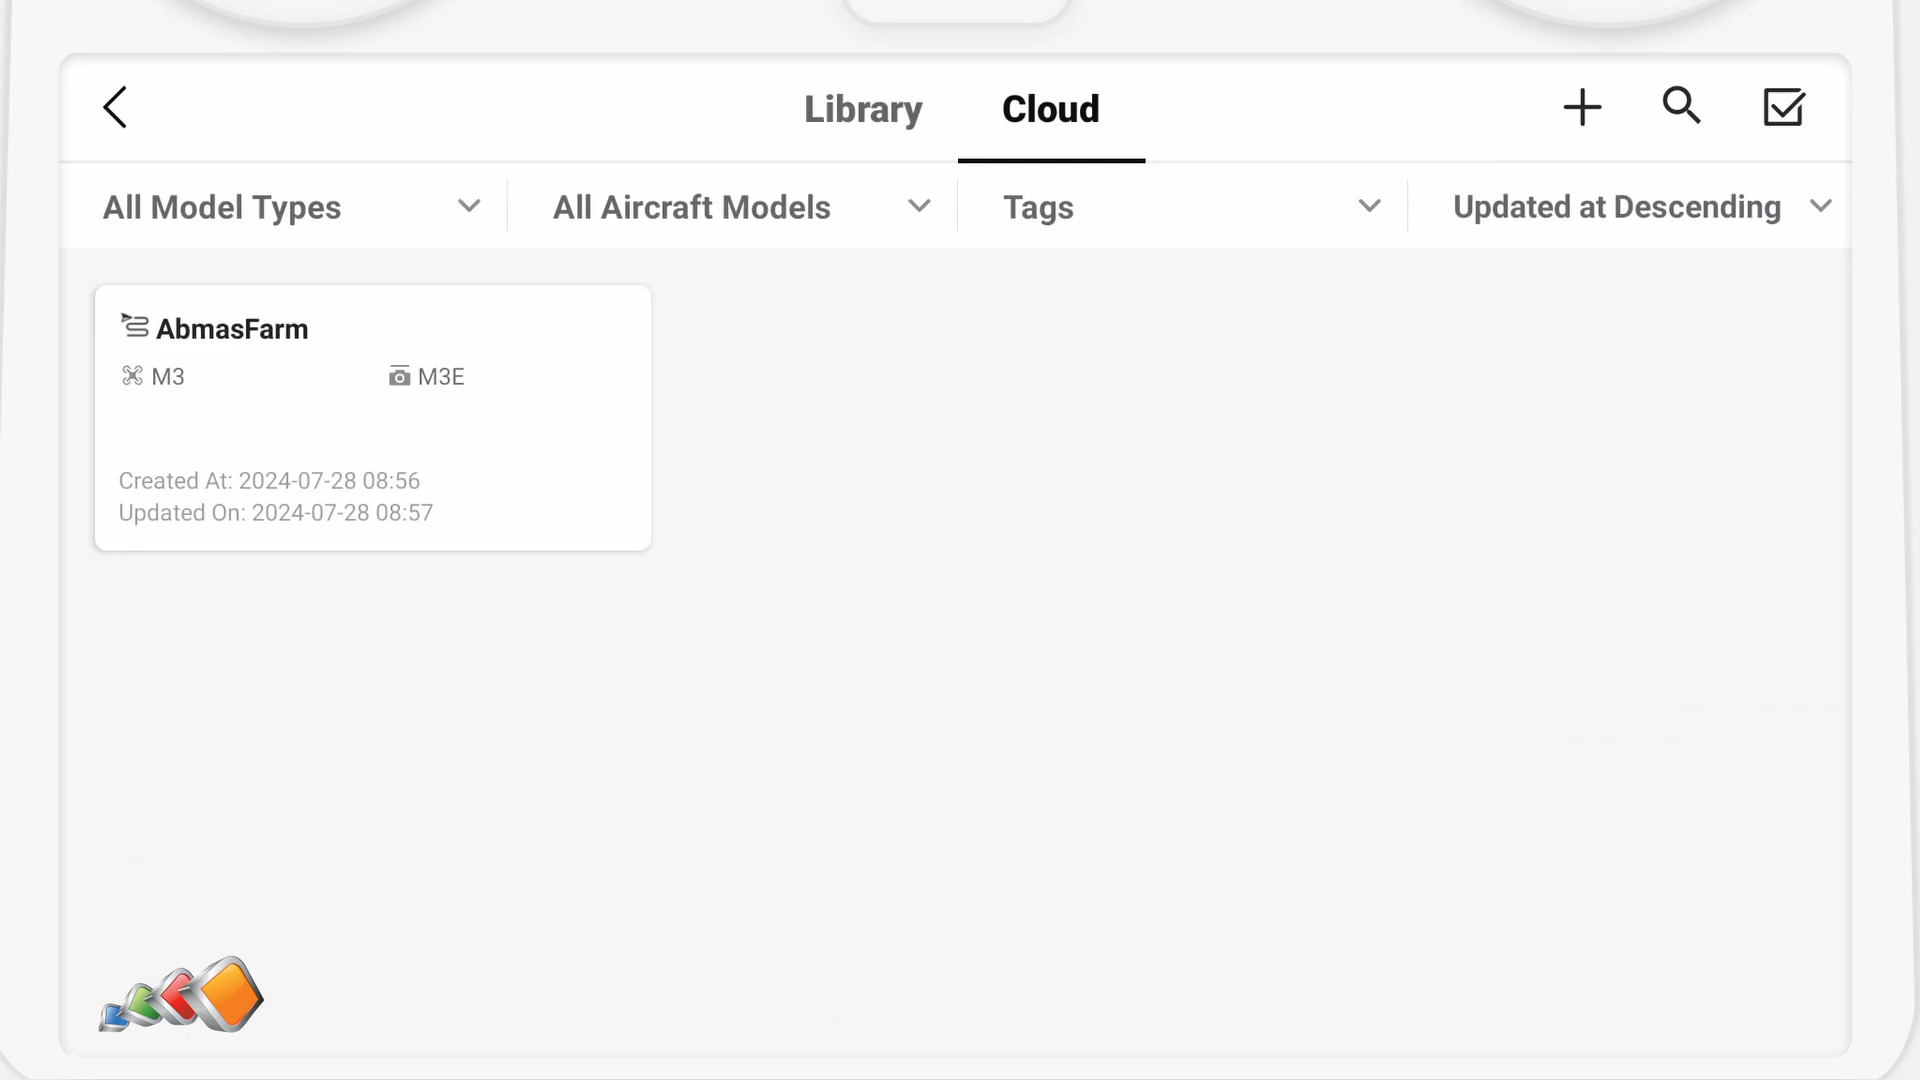 Library
Cloud
All Model Types
All Aircraft Models
Tags
Updated at Descending
AbmasFarm
M3
M3E
Created At: 2024-07-28 08:56
Updated On: 2024-07-28 08:57